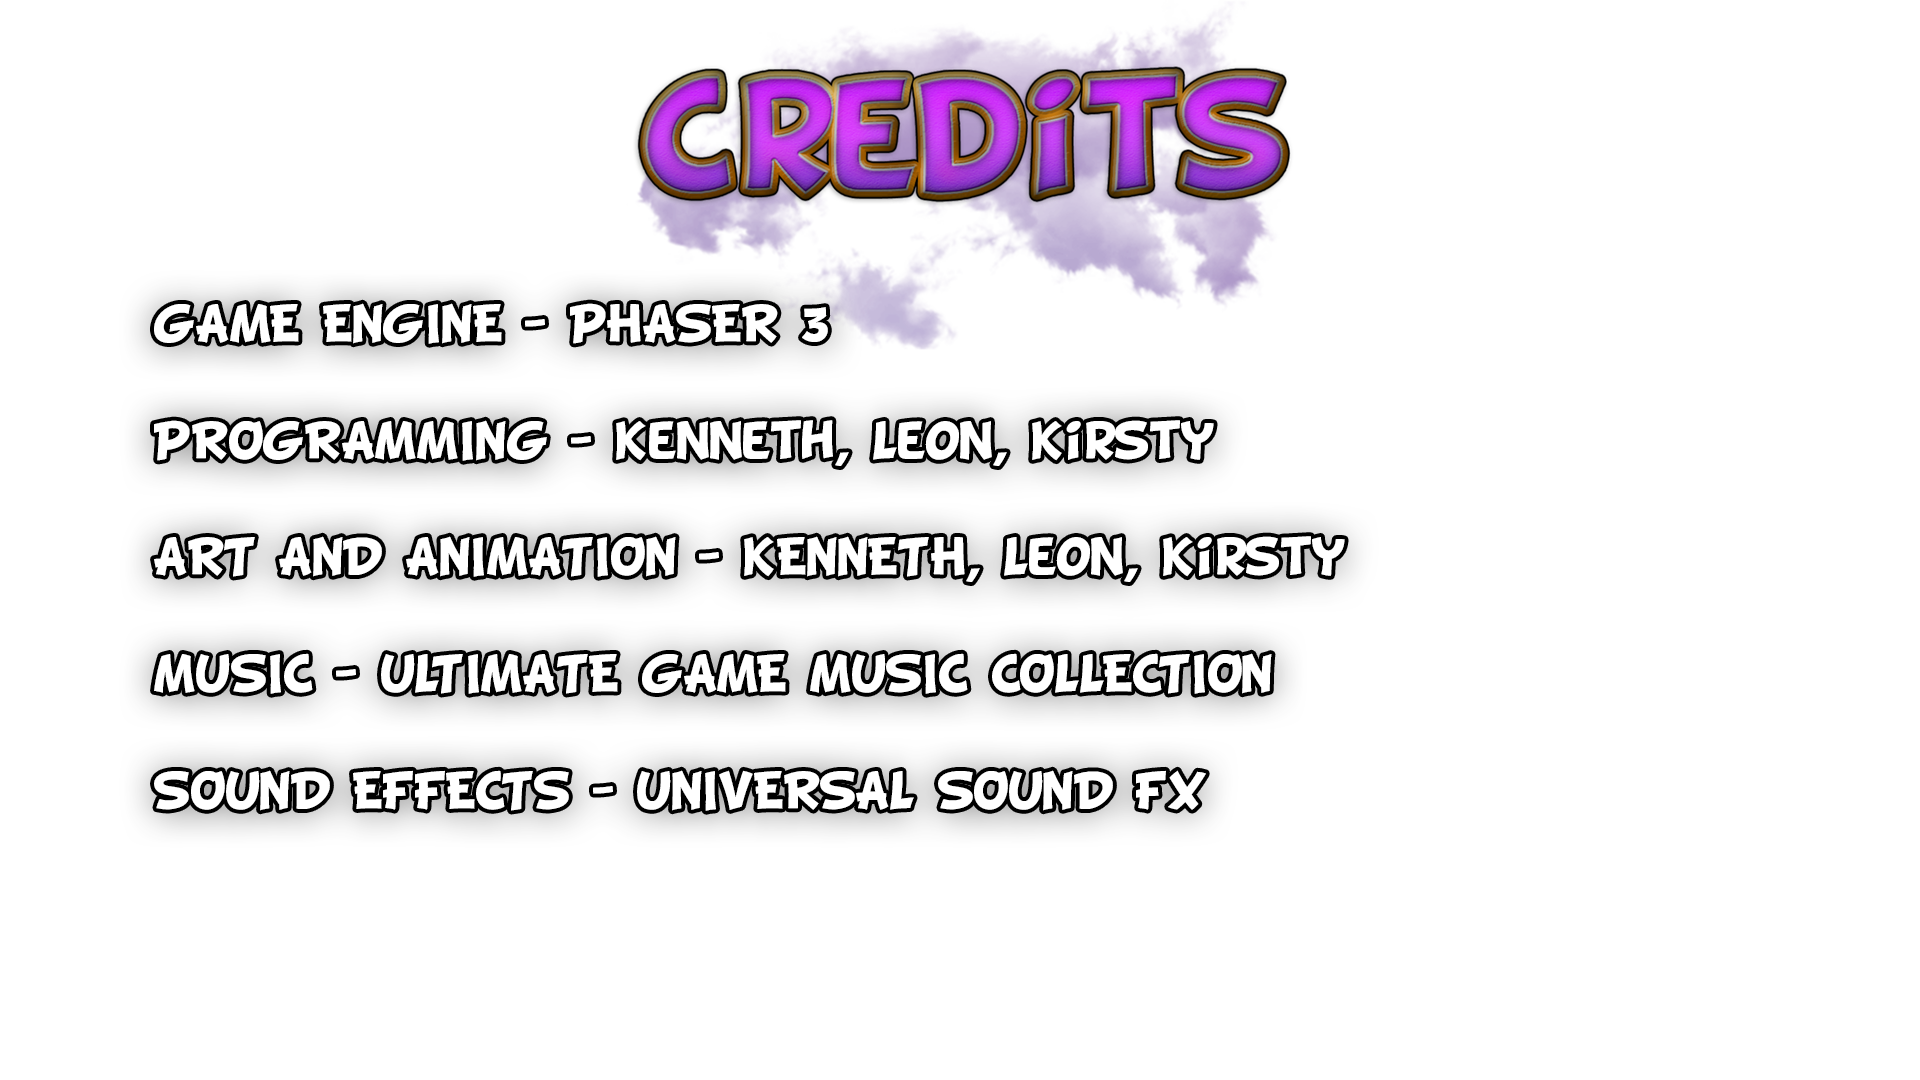 CREDiTS
GAME ENGINE - PHASER 3
PROGRAMMING - KENNETH, LEON, KiRSTY
ART AND ANIMATION - KENNETH, LEON, KiRSTY
MUSIC - ULTIMATE GAME MUSIC COLLECTION
SOUND EFFECTS - UNIVERSAL SOUND FX